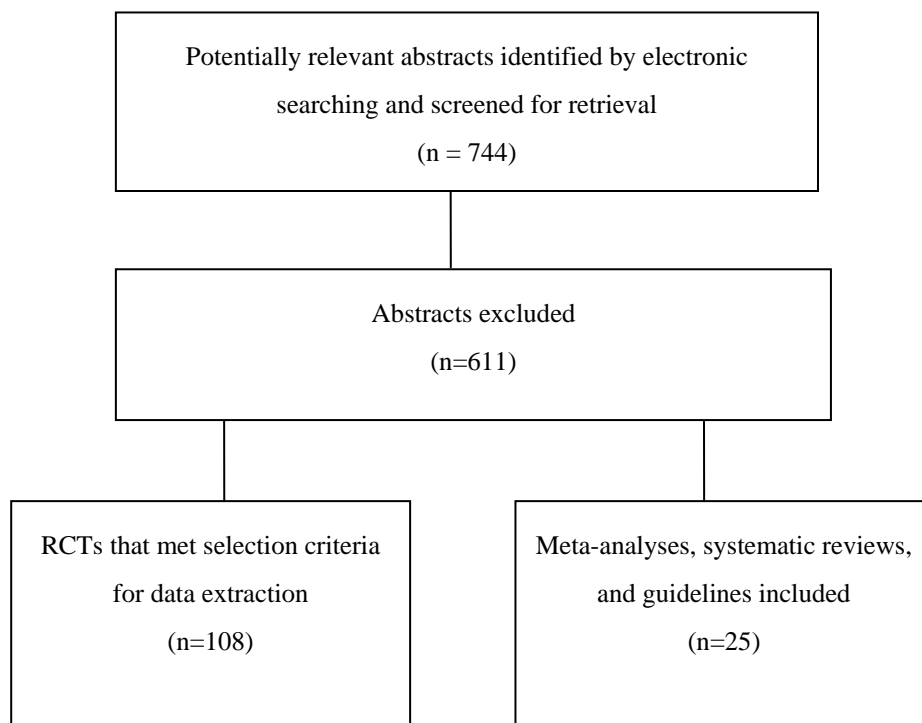 Potentially relevant abstracts identified by electronic
searching and screened for retrieval
(n = 744)
Abstracts excluded
(n=611)
RCTs that met selection criteria
for data extraction
(n=108)
Meta-analyses, systematic reviews,
and guidelines included
(n=25)